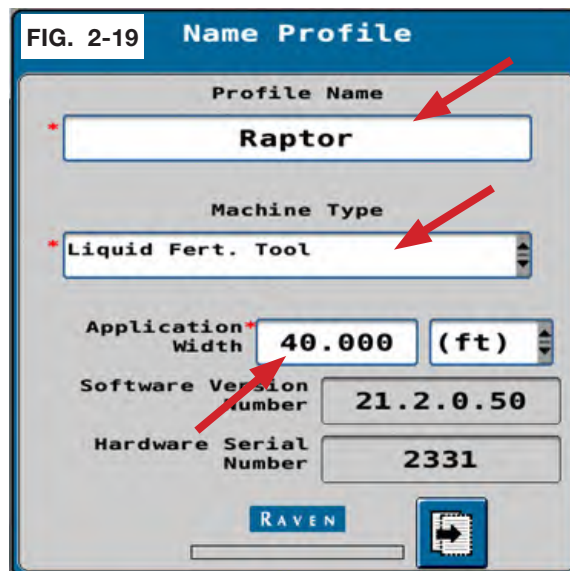 FIG. 2-19 Name Profile
Profile Name
* Raptor
Machine Type
* Liquid Fert. Tool
Application*
Width 40.000 (ft)
Software Version
Number 21.2.0.50
Hardware Serial
Number 2331
RAVEN